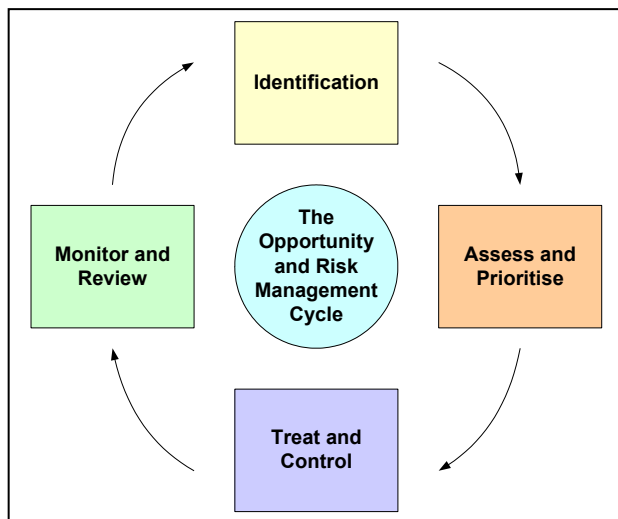 Identification
Monitor and
Review
The
Opportunity
and Risk
Management
Cycle
Assess and
Prioritise
Treat and
Control